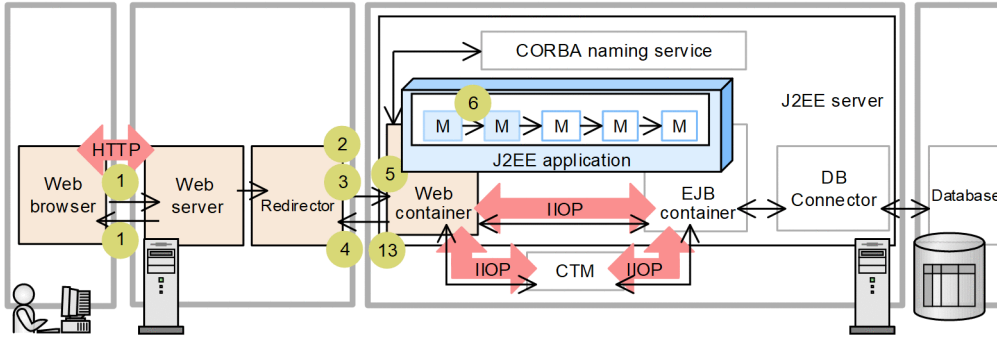 CORBA naming service
6
J2EE server
M M M M M
J2EE application
2
HTTP
1
3
5
Web
browser
Web
server
Redirector
Web
container
IIOP
EJB
container
DB
Connector
Database
1
4
13
IIOP
CTM
IIOP